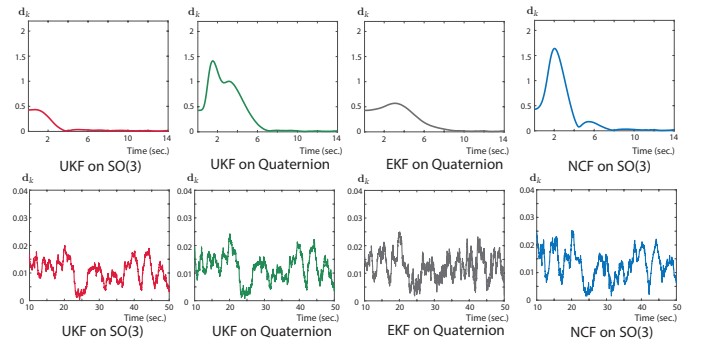 d_k d_k d_k d_k
2 2 2 2
1.5 1.5 1.5 1.5
1 1 1 1
0.5 0.5 0.5 0.5
0 0 0 0
2 6 10 14 2 6 10 14 2 6 10 14 2 6 10 14
Time (sec.) Time (sec.) Time (sec.) Time (sec.)
UKF on SO(3) UKF on Quaternion EKF on Quaternion NCF on SO(3)
d_k d_k d_k d_k
0.04 0.04 0.04 0.04
0.03 0.03 0.03 0.03
0.02 0.02 0.02 0.02
0.01 0.01 0.01 0.01
0 0 0 0
10 20 30 40 50 10 20 30 40 50 10 20 30 40 50 10 20 30 40 50
Time (sec.) Time (sec.) Time (sec.) Time (sec.)
UKF on SO(3) UKF on Quaternion EKF on Quaternion NCF on SO(3)